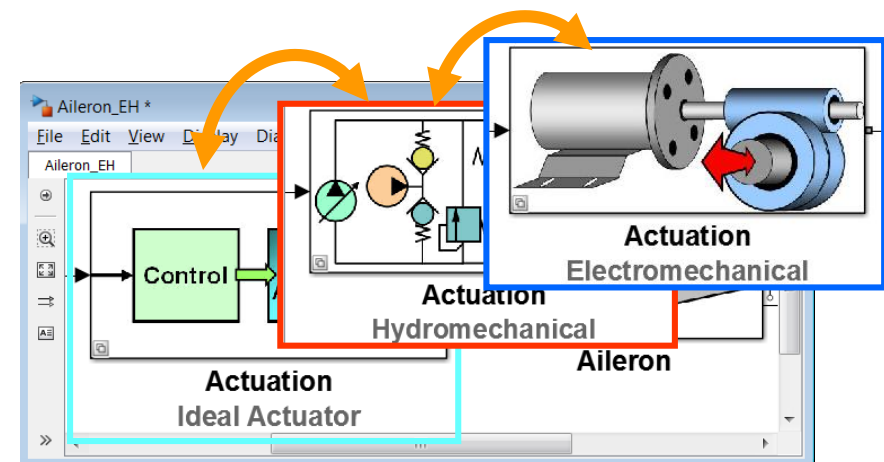 Aileron_EH *
File Edit View Display
Aileron_EH
Control
Actuation
Ideal Actuator
Actuation
Hydromechanical
Actuation
Electromechanical
Aileron